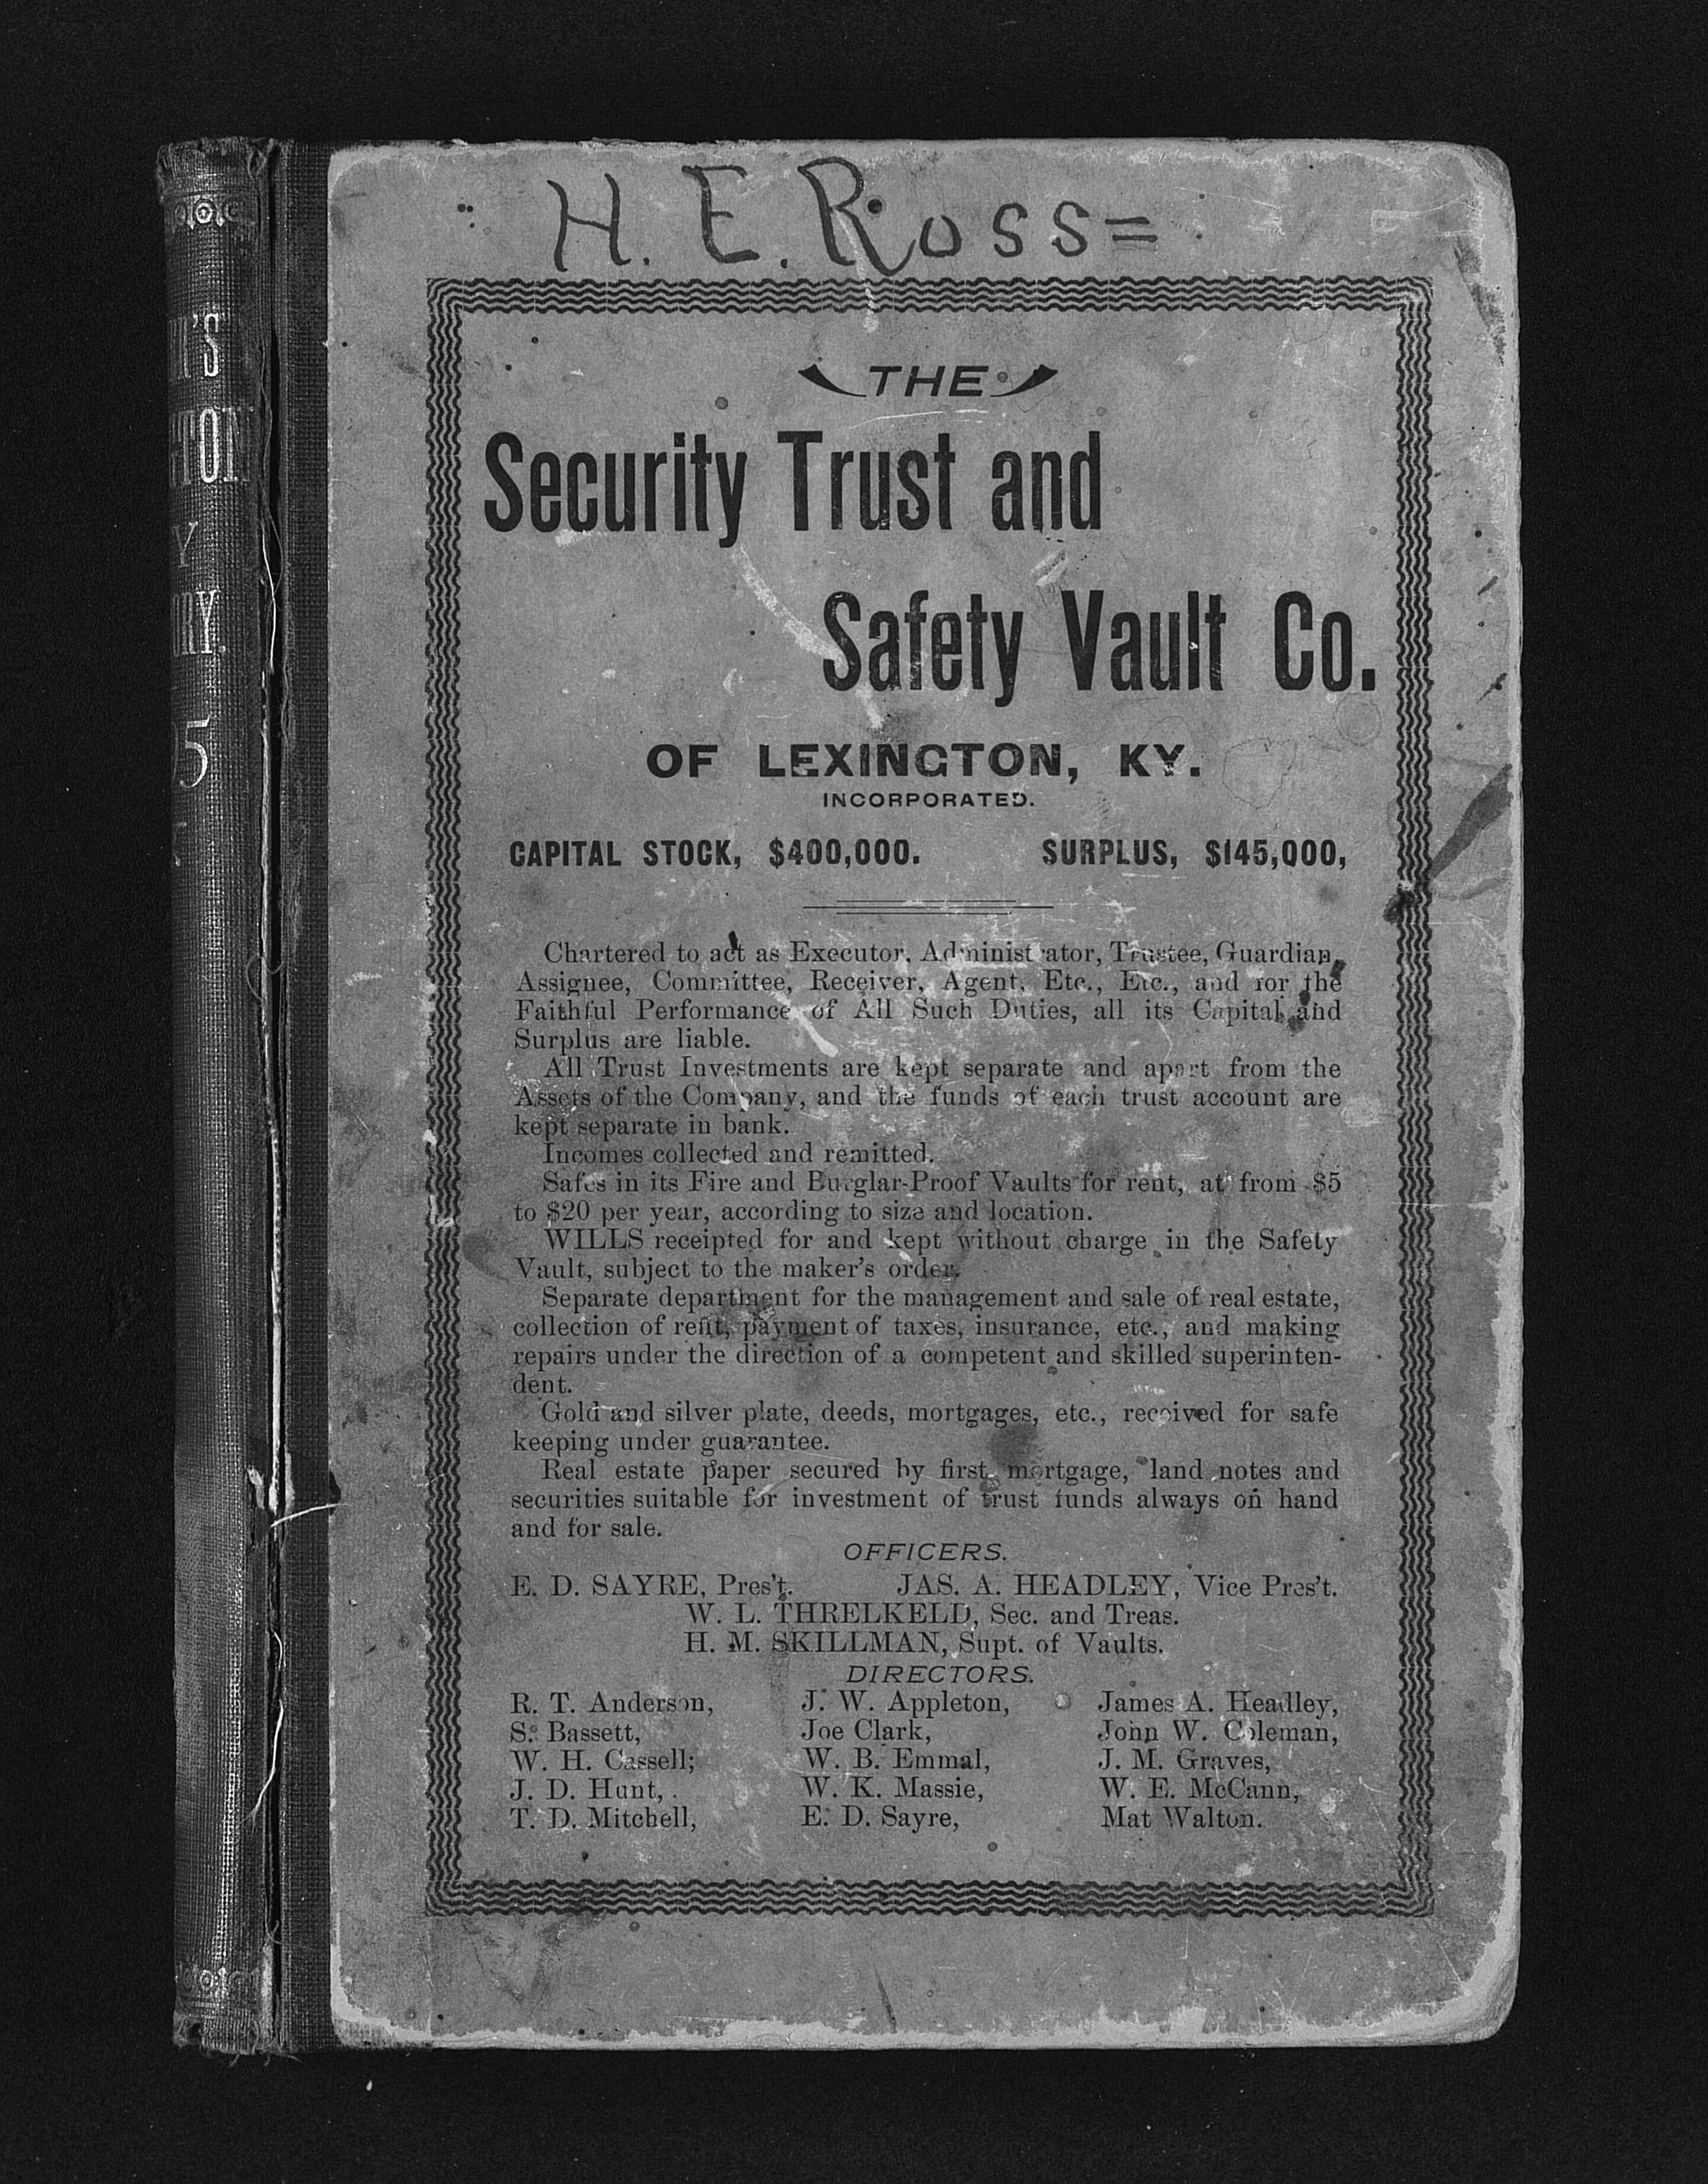 H. E. Ross=
THE
Security Trust and
Safety Vault Co.
OF LEXINGTON, KY.
INCORPORATED.
CAPITAL STOCK, $400,000. SURPLUS, $145,000,
Chartered to act as Executor, Administrator, Trustee, Guardian,
Assignee, Committee, Receiver, Agent, Etc., Etc., and for the
Faithful Performance of All Such Duties, all its Capital and
Surplus are liable.
All Trust Investments are kept separate and apart from the
Assets of the Company, and the funds of each trust account are
kept separate in bank.
Incomes collected and remitted.
Safes in its Fire and Burglar-Proof Vaults for rent, at from $5
to $20 per year, according to size and location.
WILLS receipted for and kept without charge in the Safety
Vault, subject to the maker's order.
Separate department for the management and sale of real estate,
collection of rent, payment of taxes, insurance, etc., and making
repairs under the direction of a competent and skilled superinten-
dent.
Gold and silver plate, deeds, mortgages, etc., received for safe
keeping under guarantee.
Real estate paper secured by first mortgage, land notes and
securities suitable for investment of trust funds always on hand
and for sale.
OFFICERS.
E. D. SAYRE, Pres't. JAS. A. HEADLEY, Vice Pres't.
W. L. THRELKELD, Sec. and Treas.
H. M. SKILLMAN, Supt. of Vaults.
DIRECTORS.
R. T. Anderson, J. W. Appleton, James A. Headley,
S. Bassett, Joe Clark, John W. Coleman,
W. H. Cassell; W. B. Emmal, J. M. Graves,
J. D. Hunt, W. K. Massie, W. E. McCann,
T. D. Mitchell, E. D. Sayre, Mat Walton.